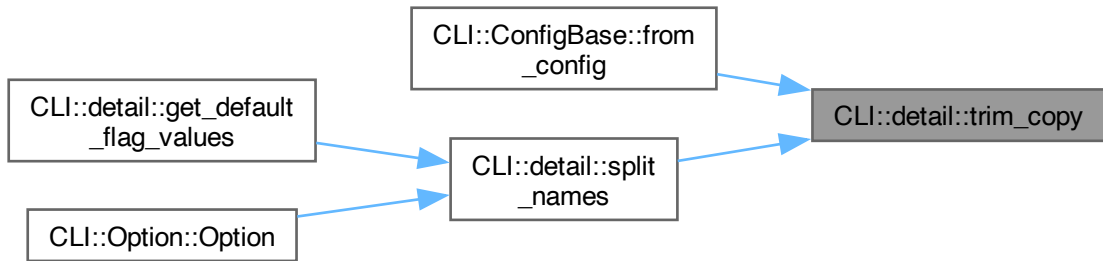 CLI::ConfigBase::from
_config
CLI::detail::get_default
_flag_values
CLI::detail::trim_copy
CLI::detail::split
_names
CLI::Option::Option